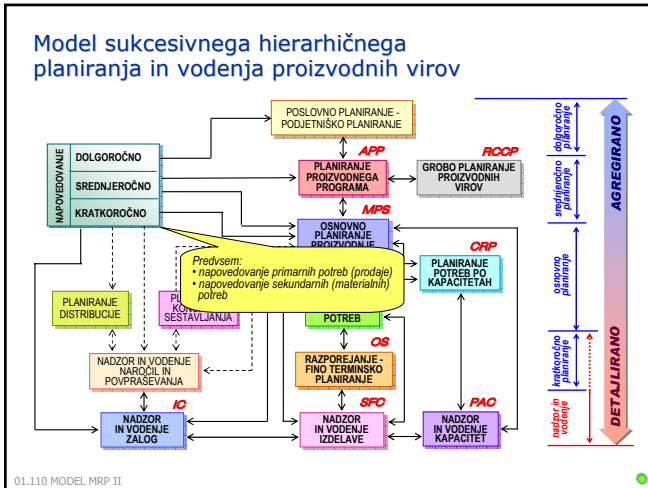 Model sukcesivnega hierarhičnega
planiranja in vodenja proizvodnih virov
POSLOVNO PLANIRANJE -
PODJETNIŠKO PLANIRANJE
NAPOVEDOVANJE
DOLGOROČNO
SREDNJEROČNO
KRATKOROČNO
APP
PLANIRANJE
PROIZVODNEGA
PROGRAMA
RCCP
GROBO PLANIRANJE
PROIZVODNIH
VIROV
MPS
OSNOVNO
PLANIRANJE
PROIZVODNJE
Predvsem:
• napovedovanje primarnih potreb (prodaje)
• napovedovanje sekundarnih (materialnih)
potreb
CRP
PLANIRANJE
POTREB PO
KAPACITETAH
PLANIRANJE
DISTRIBUCIJE
SESTAVLJANJA
POTREB
OS
RAZPOREJANJE -
FINO TERMINSKO
PLANIRANJE
NADZOR IN VODENJE
NAROČIL IN
POVPRAŠEVANJA
IC
NADZOR
IN VODENJE
ZALOG
SFC
NADZOR
IN VODENJE
IZDELAVE
PAC
NADZOR
IN VODENJE
KAPACITET
dolgoročno
planiranje
srednjeročno
planiranje
osnovno
planiranje
kratkoročno
planiranje
nadzor in
vodenje
AGREGIRANO
DETAJLIRANO
01.110 MODEL MRP II